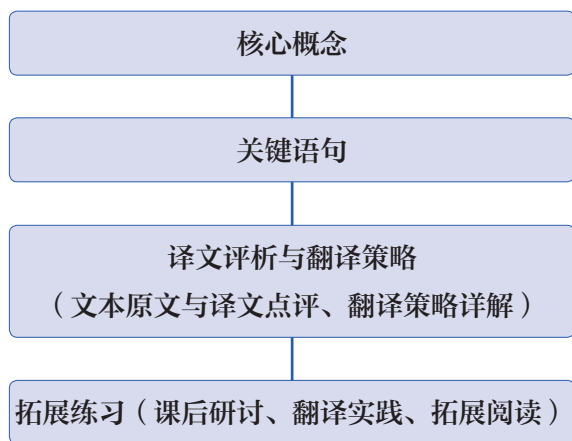 核心概念
关键语句
译文评析与翻译策略
（文本原文与译文点评、翻译策略详解）
拓展练习（课后研讨、翻译实践、拓展阅读）